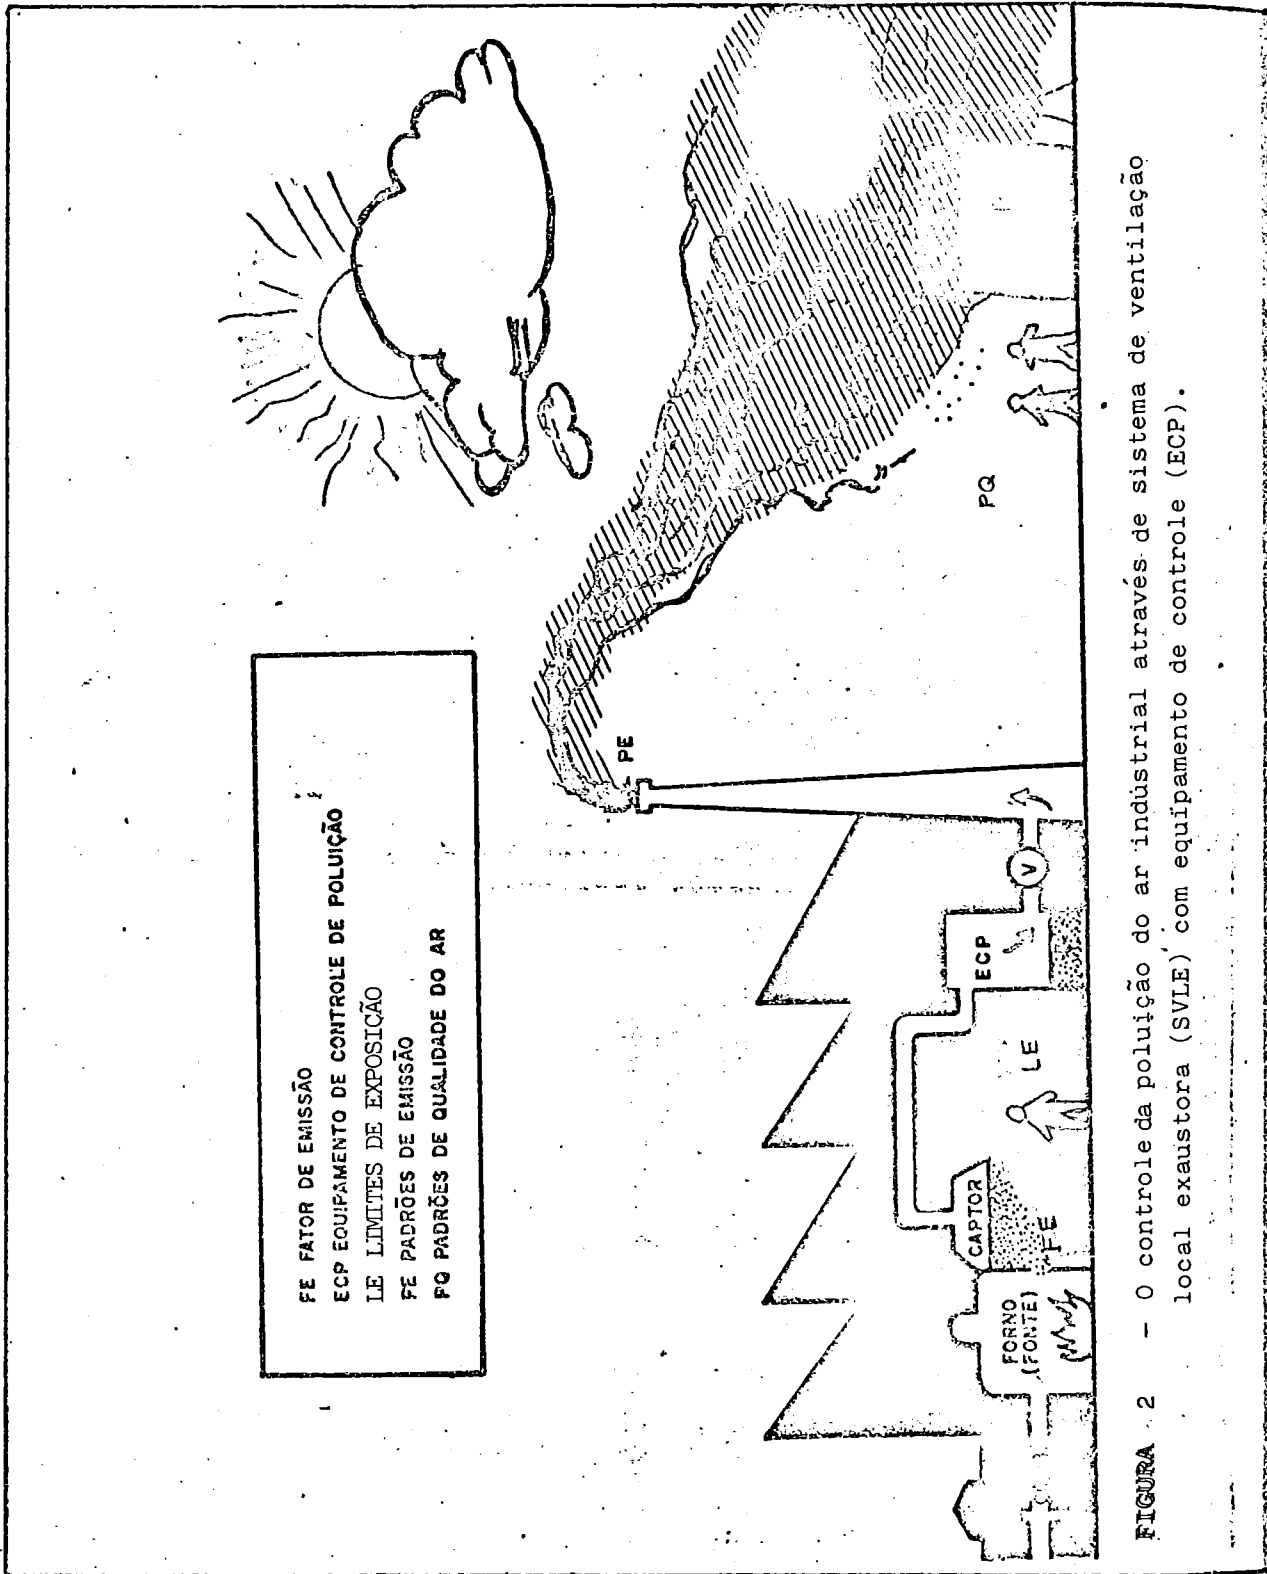 FE FATOR DE EMISSÃO
ECP EQUIPAMENTO DE CONTROLE DE POLUIÇÃO
LE LIMITES DE EXPOSIÇÃO
FE PADRÕES DE EMISSÃO
PQ PADRÕES DE QUALIDADE DO AR
PE
PQ
FORNO
(FONTE)
CAPTOR
FE
LE
ECP
V
FIGURA 2 - O controle da poluição do ar industrial através de sistema de ventilação
local exaustora (SVLE) com equipamento de controle (ECP).